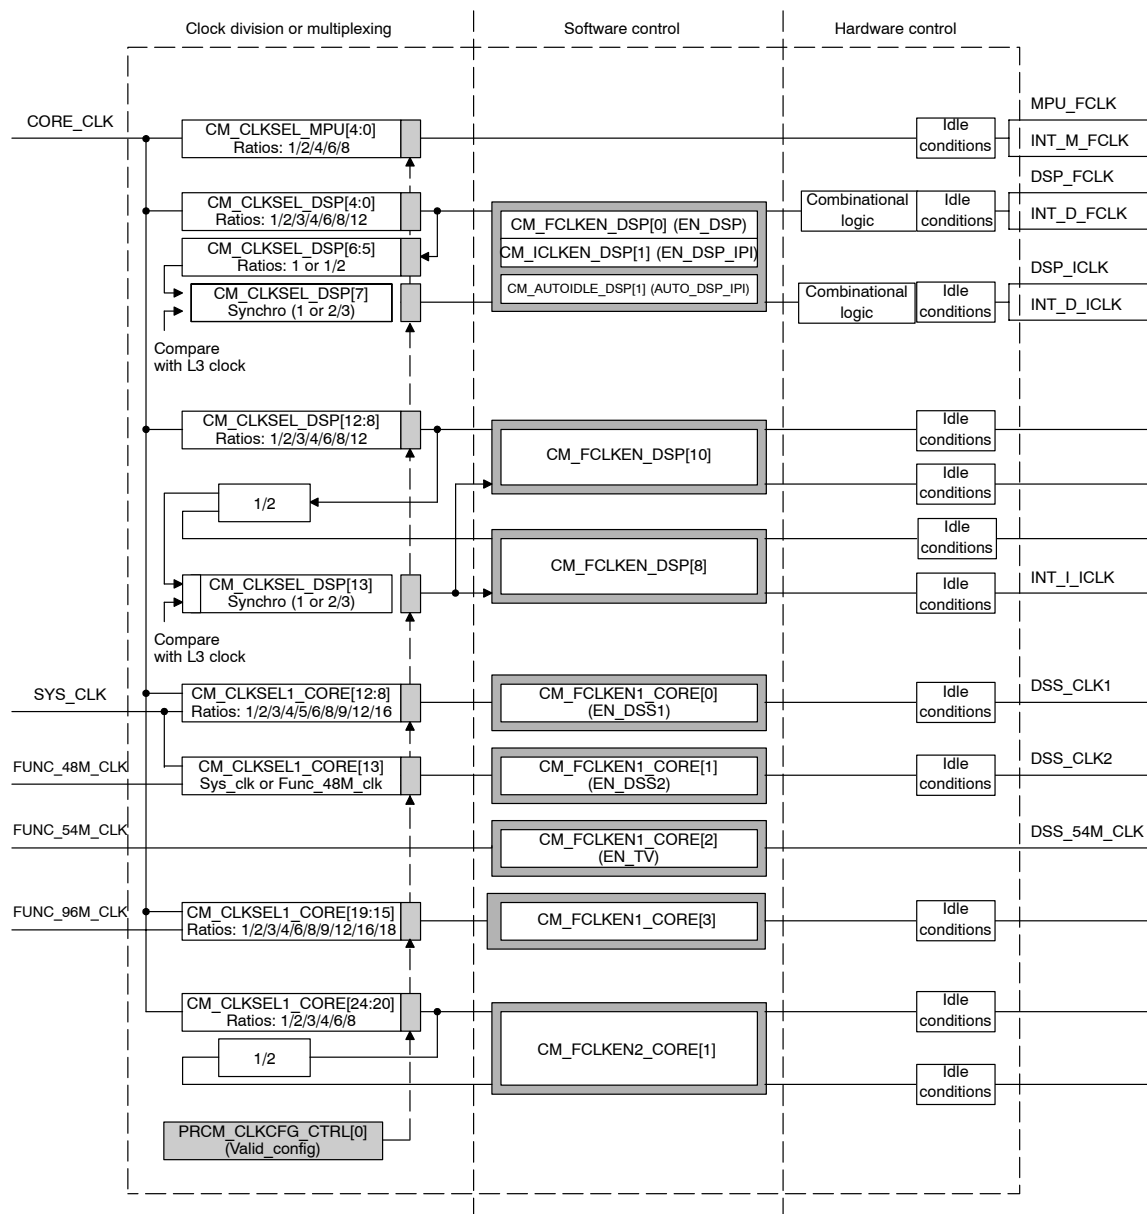 Clock division or multiplexing
Software control
Hardware control
CORE_CLK
CM_CLKSEL_MPU[4:0]
Ratios: 1/2/4/6/8
Idle
conditions
MPU_FCLK
INT_M_FCLK
CM_CLKSEL_DSP[4:0]
Ratios: 1/2/3/4/6/8/12
CM_FCLKEN_DSP[0] (EN_DSP)
Combinational
logic
Idle
conditions
DSP_FCLK
INT_D_FCLK
CM_CLKSEL_DSP[6:5]
Ratios: 1 or 1/2
CM_ICLKEN_DSP[1] (EN_DSP_IPI)
CM_CLKSEL_DSP[7]
Synchro (1 or 2/3)
CM_AUTOIDLE_DSP[1] (AUTO_DSP_IPI)
Combinational
logic
Idle
conditions
DSP_ICLK
INT_D_ICLK
Compare
with L3 clock
CM_CLKSEL_DSP[12:8]
Ratios: 1/2/3/4/6/8/12
CM_FCLKEN_DSP[10]
Idle
conditions
Idle
conditions
1/2
Idle
conditions
CM_FCLKEN_DSP[8]
CM_CLKSEL_DSP[13]
Synchro (1 or 2/3)
Idle
conditions
INT_I_ICLK
Compare
with L3 clock
SYS_CLK
CM_CLKSEL1_CORE[12:8]
Ratios: 1/2/3/4/5/6/8/9/12/16
CM_FCLKEN1_CORE[0]
(EN_DSS1)
Idle
conditions
DSS_CLK1
FUNC_48M_CLK
CM_CLKSEL1_CORE[13]
Sys_clk or Func_48M_clk
CM_FCLKEN1_CORE[1]
(EN_DSS2)
Idle
conditions
DSS_CLK2
FUNC_54M_CLK
CM_FCLKEN1_CORE[2]
(EN_TV)
DSS_54M_CLK
FUNC_96M_CLK
CM_CLKSEL1_CORE[19:15]
Ratios: 1/2/3/4/6/8/9/12/16/18
CM_FCLKEN1_CORE[3]
Idle
conditions
CM_CLKSEL1_CORE[24:20]
Ratios: 1/2/3/4/6/8
Idle
conditions
1/2
CM_FCLKEN2_CORE[1]
Idle
conditions
PRCM_CLKCFG_CTRL[0]
(Valid_config)